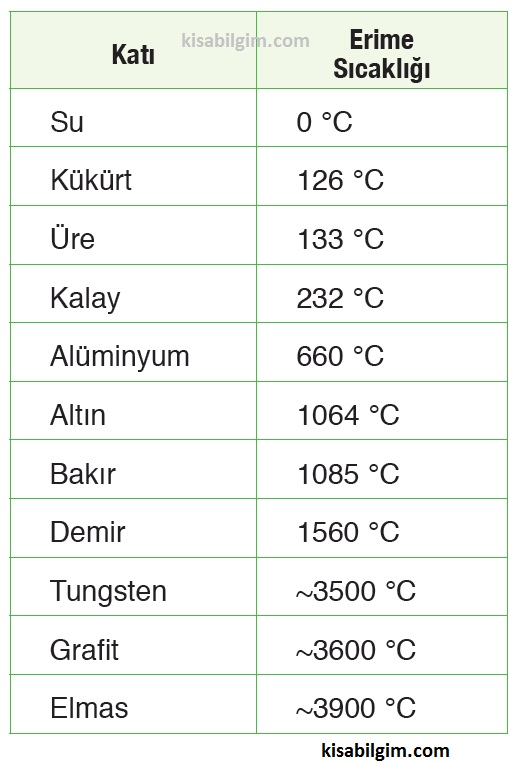 kisabilgim.com
Katı Erime
Sıcaklığı
Su 0 °C
Kükürt 126 °C
Üre 133 °C
Kalay 232 °C
Alüminyum 660 °C
Altın 1064 °C
Bakır 1085 °C
Demir 1560 °C
Tungsten ~3500 °C
Grafit ~3600 °C
Elmas ~3900 °C
kisabilgim.com